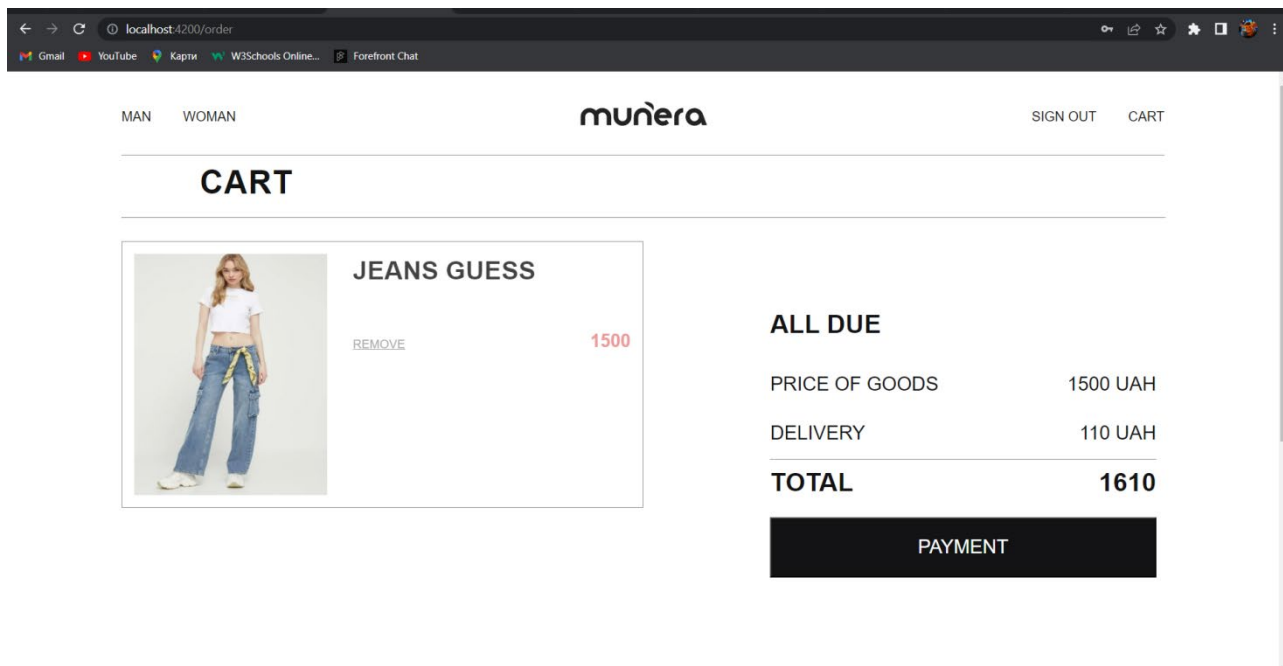 localhost:4200/order
Gmail YouTube Карти W3Schools Online... Forefront Chat
MAN WOMAN munera SIGN OUT CART
CART
JEANS GUESS
REMOVE 1500
ALL DUE
PRICE OF GOODS 1500 UAH
DELIVERY 110 UAH
TOTAL 1610
PAYMENT